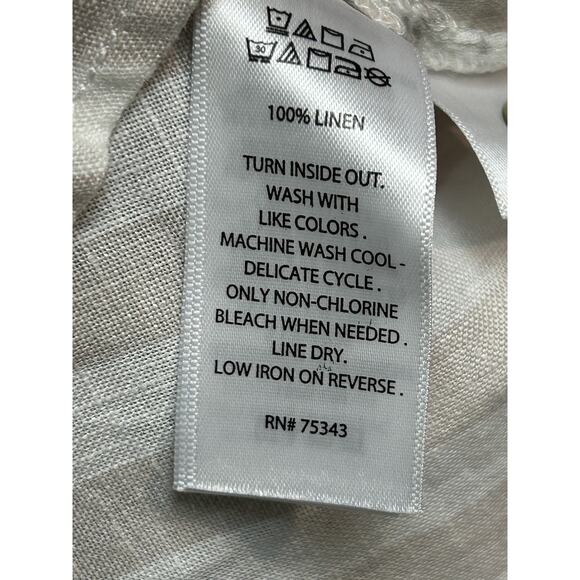 30
100% LINEN
TURN INSIDE OUT.
WASH WITH
LIKE COLORS .
MACHINE WASH COOL -
DELICATE CYCLE .
ONLY NON-CHLORINE
BLEACH WHEN NEEDED .
LINE DRY.
LOW IRON ON REVERSE .
RN# 75343